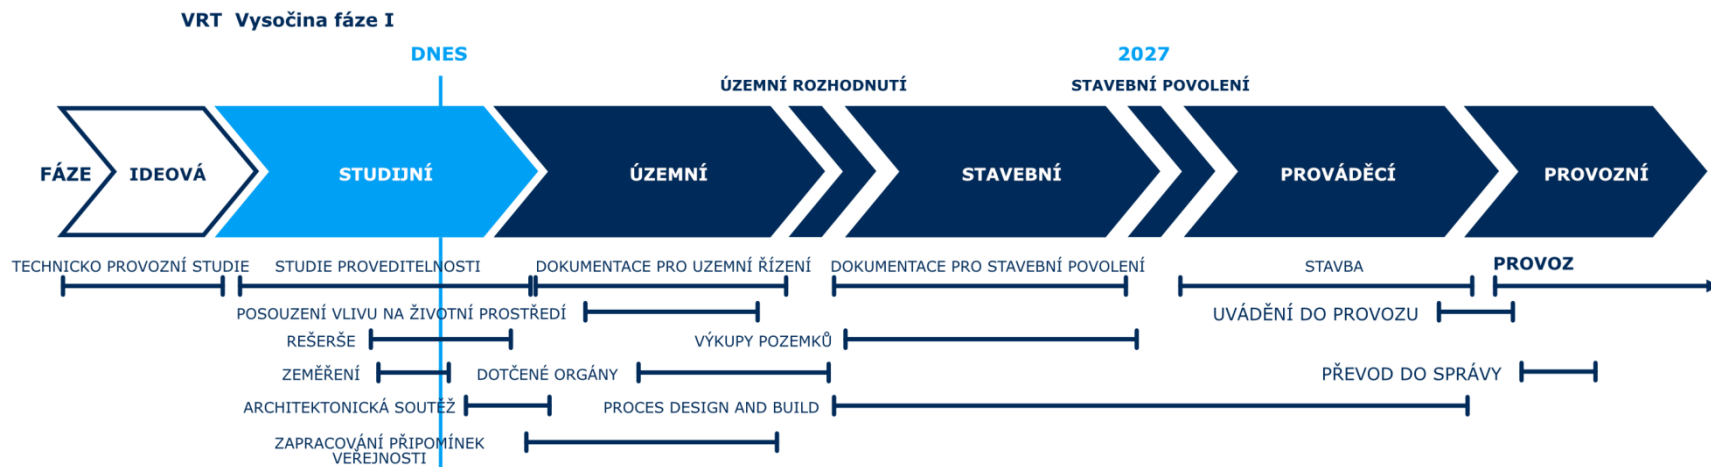 VRT Vysočina fáze I
DNES
2027
ÚZEMNÍ ROZHODNUTÍ
STAVEBNÍ POVOLENÍ
FÁZE
IDEOVÁ
STUDIJNÍ
ÚZEMNÍ
STAVEBNÍ
PROVÁDĚCÍ
PROVOZNÍ
TECHNICKO PROVOZNÍ STUDIE
STUDIE PROVEDITELNOSTI
DOKUMENTACE PRO UZEMNÍ ŘÍZENÍ
DOKUMENTACE PRO STAVEBNÍ POVOLENÍ
STAVBA
PROVOZ
POSOUZENÍ VLIVU NA ŽIVOTNÍ PROSTŘEDÍ
UVÁDĚNÍ DO PROVOZU
REŠERŠE
VÝKUPY POZEMKŮ
ZEMĚŘENÍ
DOTČENÉ ORGÁNY
PŘEVOD DO SPRÁVY
ARCHITEKTONICKÁ SOUTĚŽ
PROCES DESIGN AND BUILD
ZAPRACOVÁNÍ PŘIPOMÍNEK
VEŘEJNOSTI